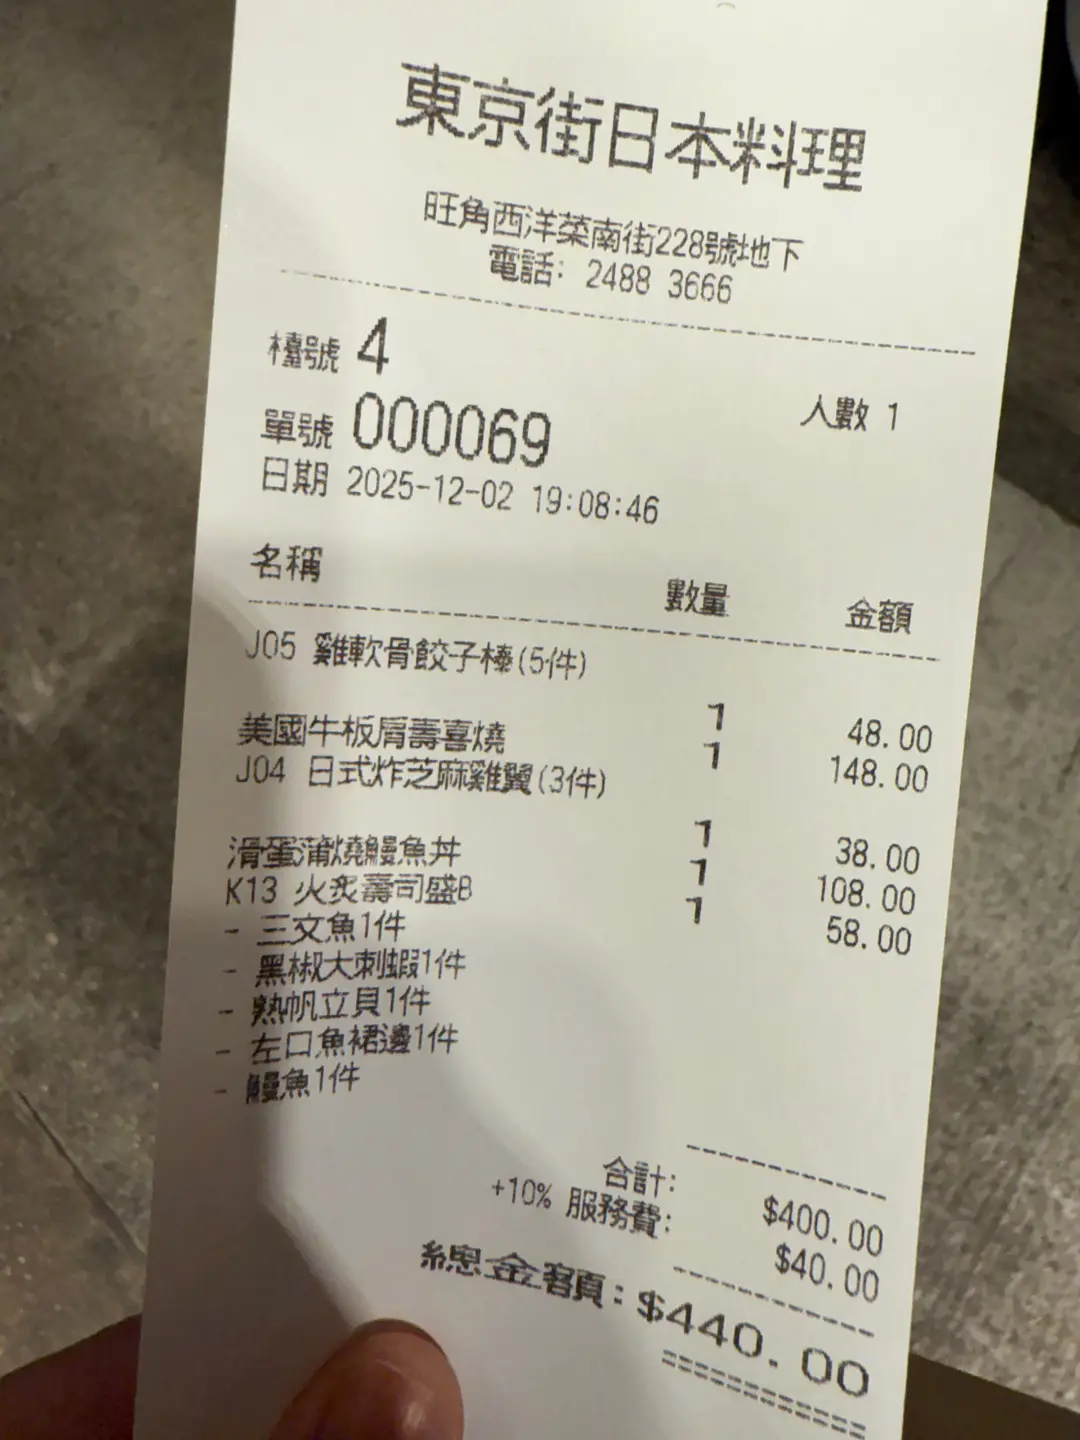 東京街日本料理
旺角西洋菜南街228號地下
電話: 2488 3666
檯號 4
人數 1
單號 000069
日期 2025-12-02 19:08:46
名稱 數量 金額
J05 雞軟骨餃子棒(5件)
1 48.00
美國牛板肩壽喜燒 1 148.00
J04 日式炸芝麻雞翼(3件)
1 38.00
滑蛋蒲燒鰻魚丼 1 108.00
K13 火炙壽司盛B 1 58.00
- 三文魚1件
- 黑椒大刺蝦1件
- 熟帆立貝1件
- 左口魚裙邊1件
- 鰻魚1件
合計: $400.00
+10% 服務費: $40.00
總金額: $440.00